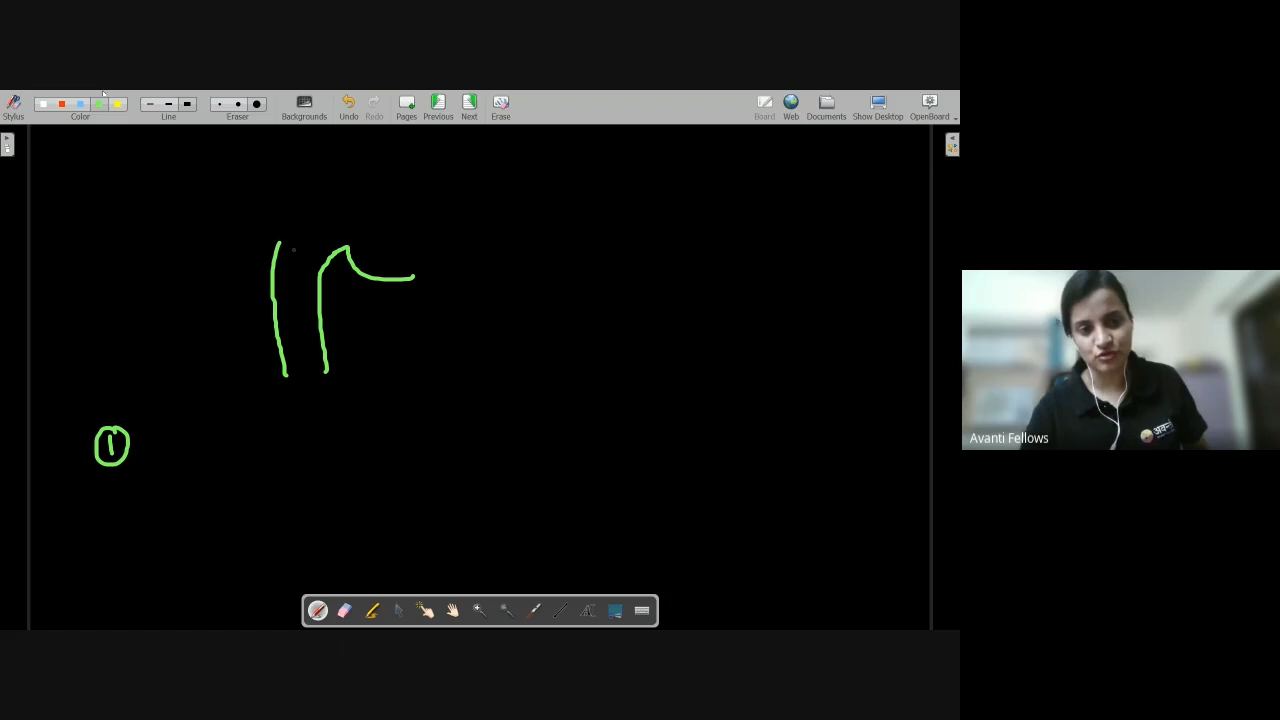 Stylus Color Line Eraser Backgrounds Undo Redo Pages Previous Next Erase Board Web Documents Show Desktop OpenBoard
1
अवन्ती
Avanti Fellows